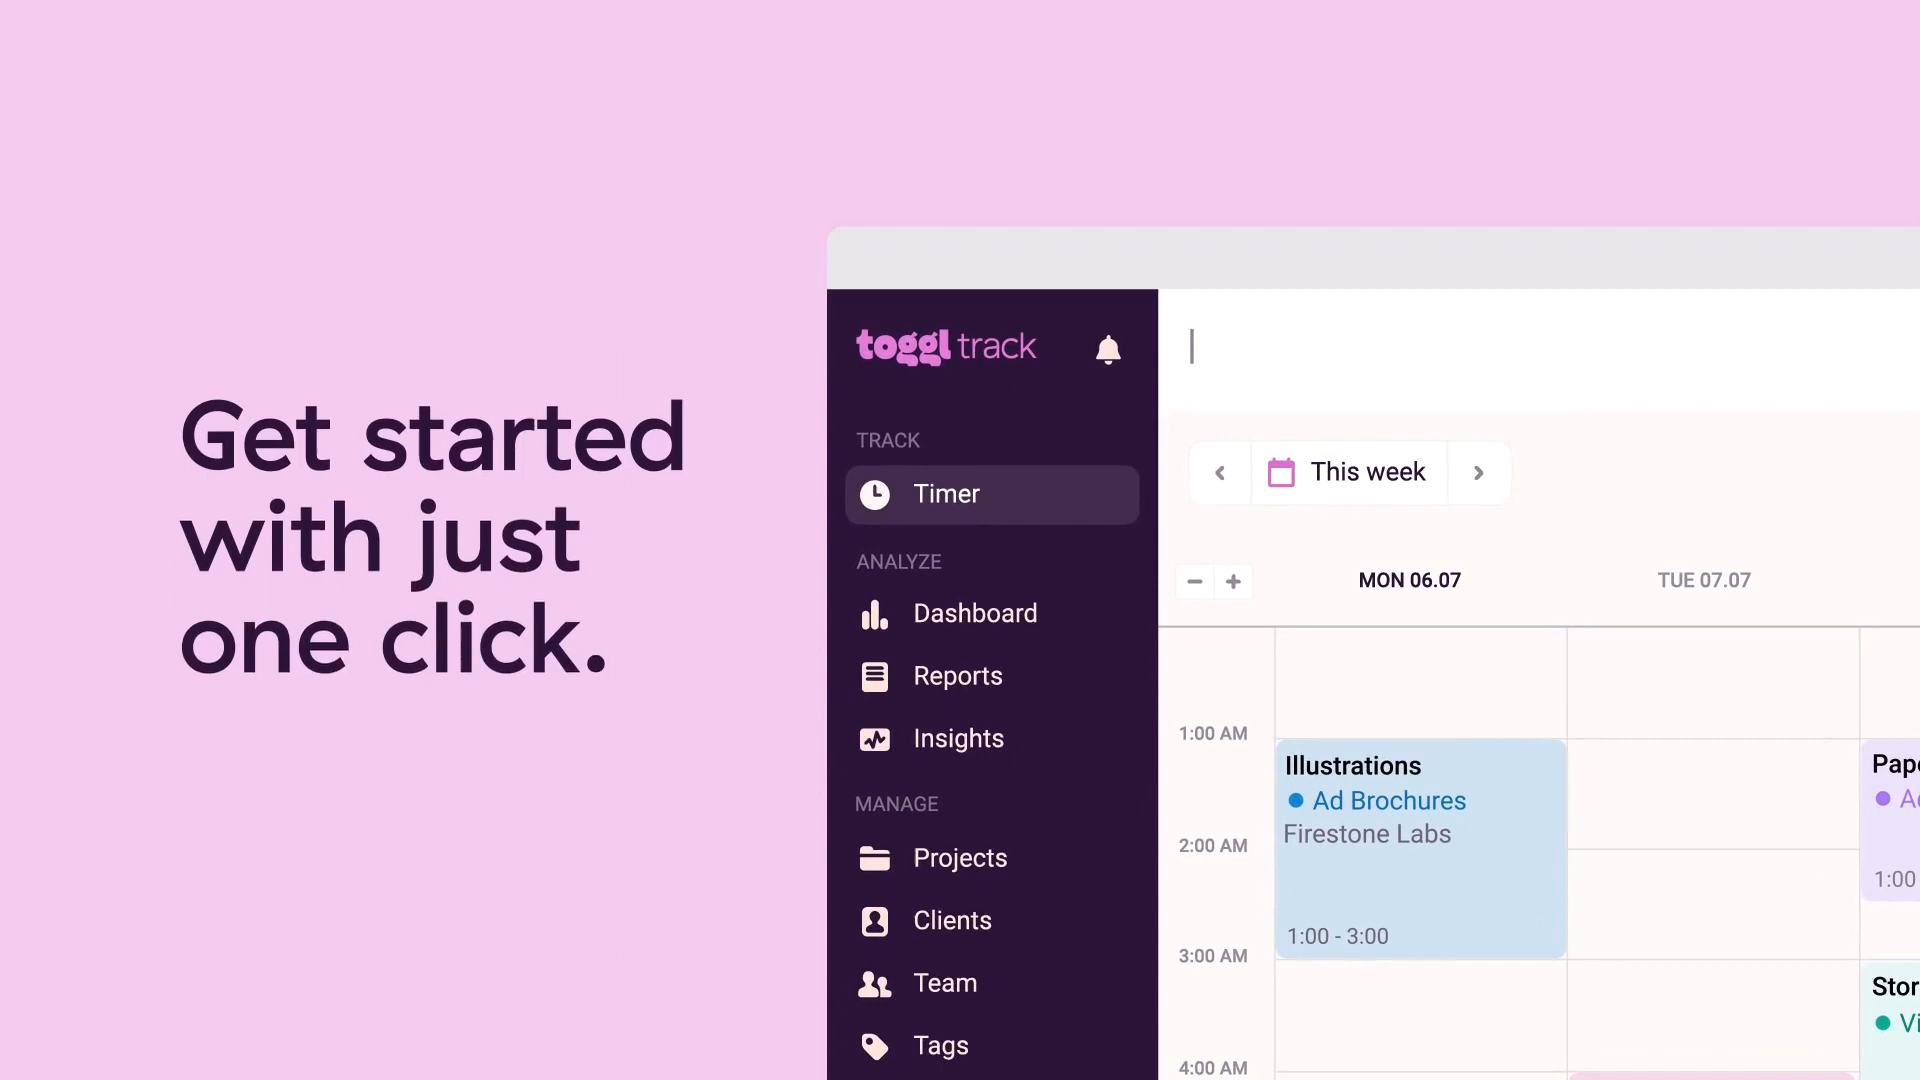 Get started
with just
one click.
toggl track
TRACK
Timer
ANALYZE
Dashboard
Reports
Insights
MANAGE
Projects
Clients
Team
Tags
This week
MON 06.07
TUE 07.07
1:00 AM
2:00 AM
3:00 AM
4:00 AM
Illustrations
Ad Brochures
Firestone Labs
1:00 - 3:00
1:00